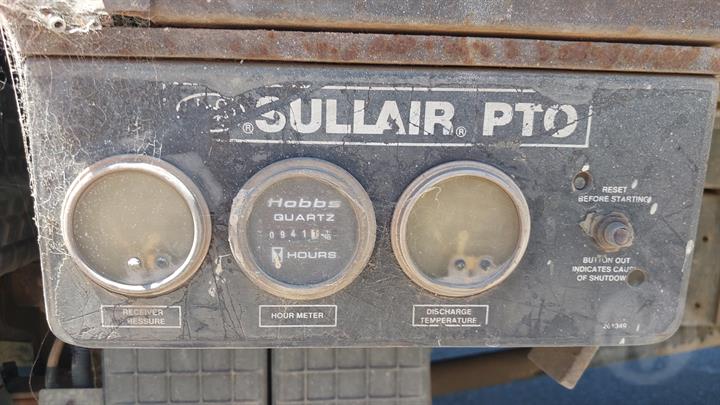 ® SULLAIR® PTO
Hobbs
QUARTZ
HOURS
RECEIVER
PRESSURE
HOUR METER
DISCHARGE
TEMPERATURE
RESET
BEFORE STARTING
BUTTON OUT
INDICATES CAUSE
OF SHUTDOWN